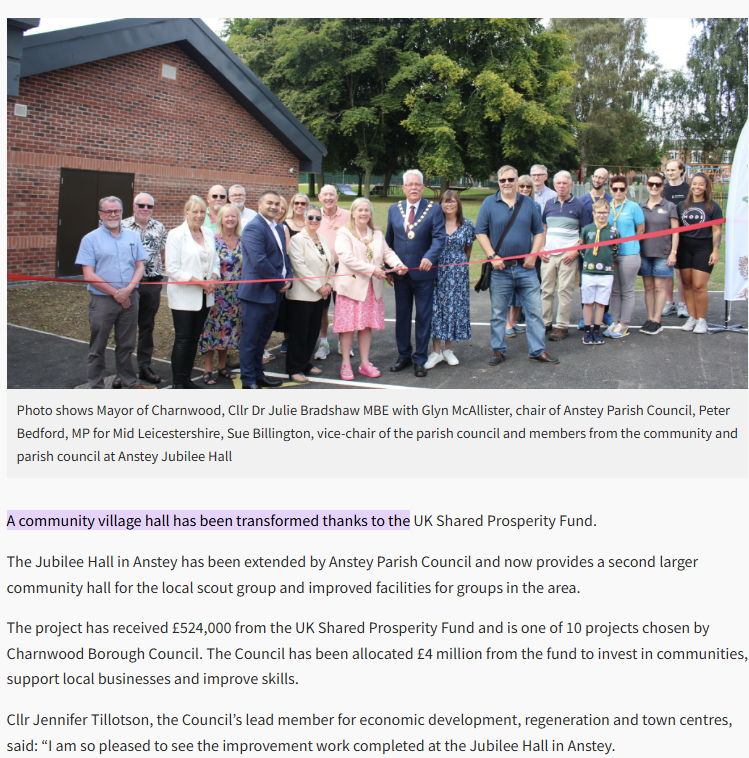 Photo shows Mayor of Charnwood, Cllr Dr Julie Bradshaw MBE with Glyn McAllister, chair of Anstey Parish Council, Peter
Bedford, MP for Mid Leicestershire, Sue Billington, vice-chair of the parish council and members from the community and
parish council at Anstey Jubilee Hall
A community village hall has been transformed thanks to the UK Shared Prosperity Fund.
The Jubilee Hall in Anstey has been extended by Anstey Parish Council and now provides a second larger
community hall for the local scout group and improved facilities for groups in the area.
The project has received £524,000 from the UK Shared Prosperity Fund and is one of 10 projects chosen by
Charnwood Borough Council. The Council has been allocated £4 million from the fund to invest in communities,
support local businesses and improve skills.
Cllr Jennifer Tillotson, the Council’s lead member for economic development, regeneration and town centres,
said: “I am so pleased to see the improvement work completed at the Jubilee Hall in Anstey.